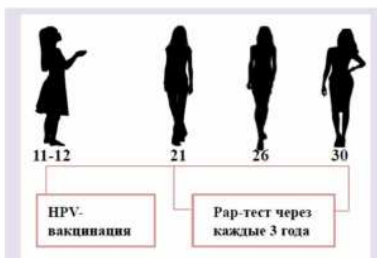 11-12 21 26 30
HPV-
вакцинация
Pap-тест через
каждые 3 года